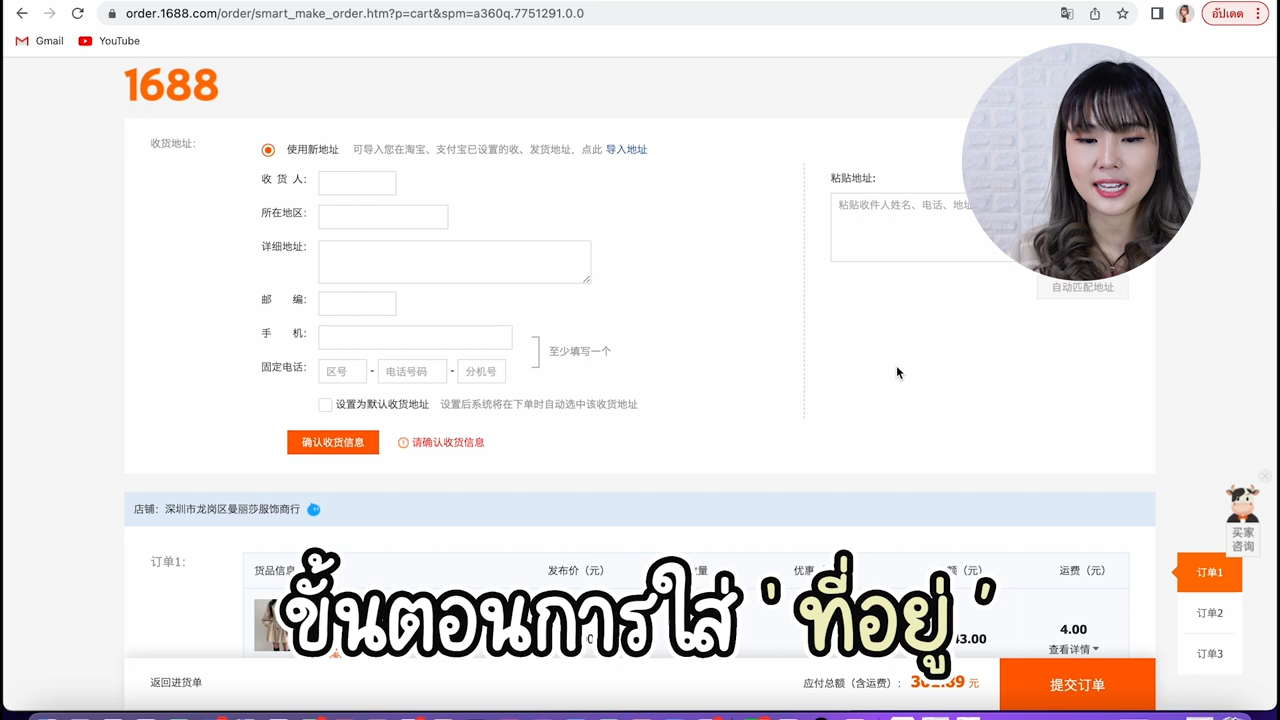 order.1688.com/order/smart_make_order.htm?p=cart&spm=a360q.7751291.0.0
อัปเดต
Gmail
YouTube
1688
收货地址:
使用新地址 可导入您在淘宝、支付宝已设置的收、发货地址，点此 导入地址
收 货 人:
所在地区:
详细地址:
邮 编:
手 机:
固定电话: 区号 - 电话号码 - 分机号
至少填写一个
设置为默认收货地址 设置后系统将在下单时自动选中该收货地址
确认收货信息 请确认收货信息
粘贴地址:
粘贴收件人姓名、电话、地址
自动匹配地址
店铺: 深圳市龙岗区曼丽莎服饰商行
订单1:
货品信息 发布价（元） 优惠 （元） 运费（元）
4.00
查看详情
ขั้นตอนการใส่ ' ที่อยู่ '
返回进货单
应付总额（含运费）: 元
提交订单
买家
咨询
订单1
订单2
订单3